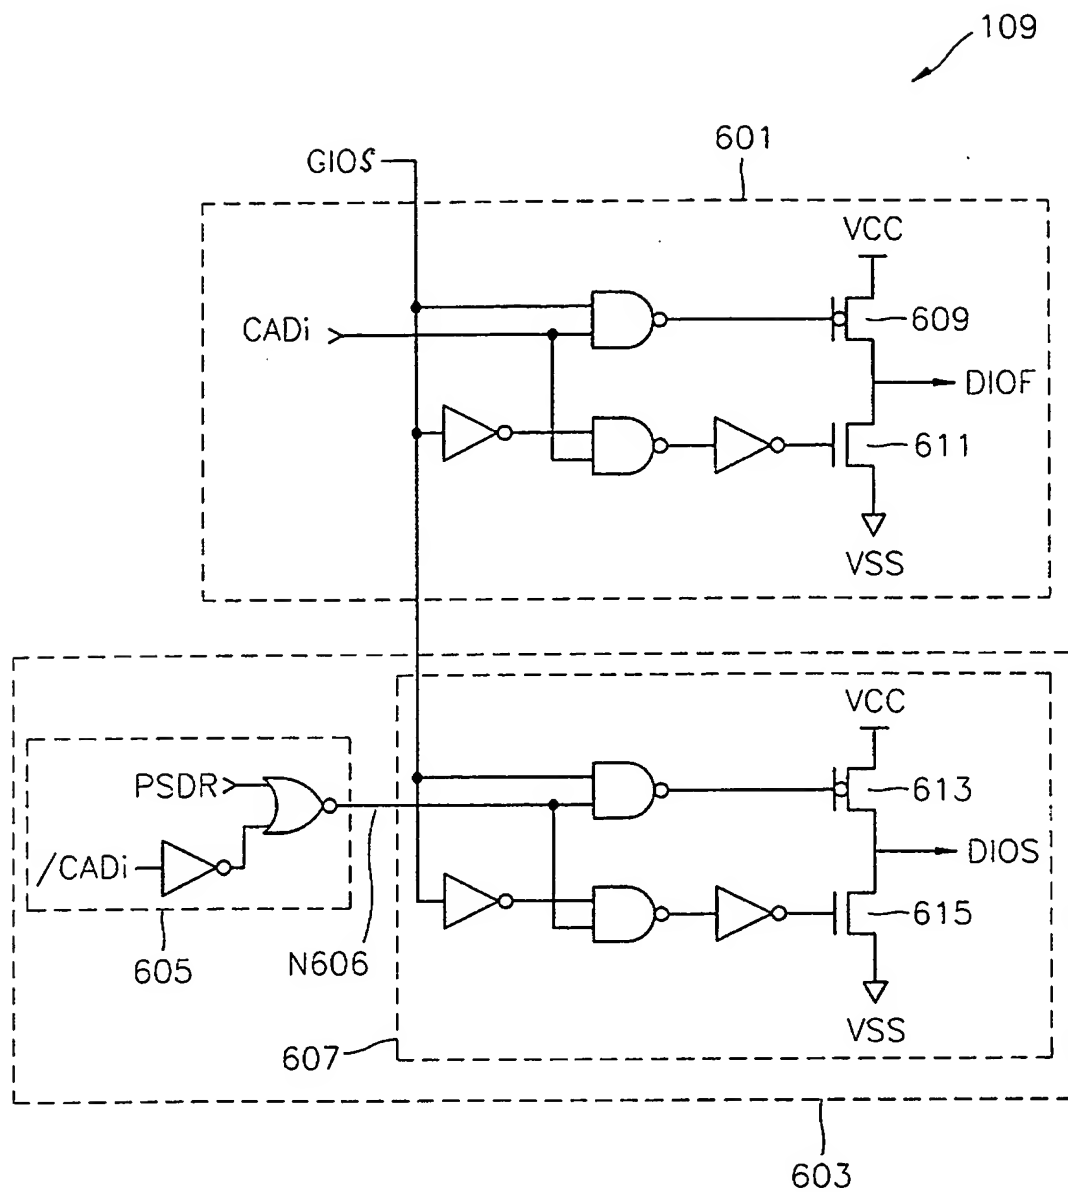 109
601
GIOS
VCC
CADi
609
DIOF
611
VSS
VCC
PSDR
613
/CADi
DIOS
615
605
N606
VSS
607
603